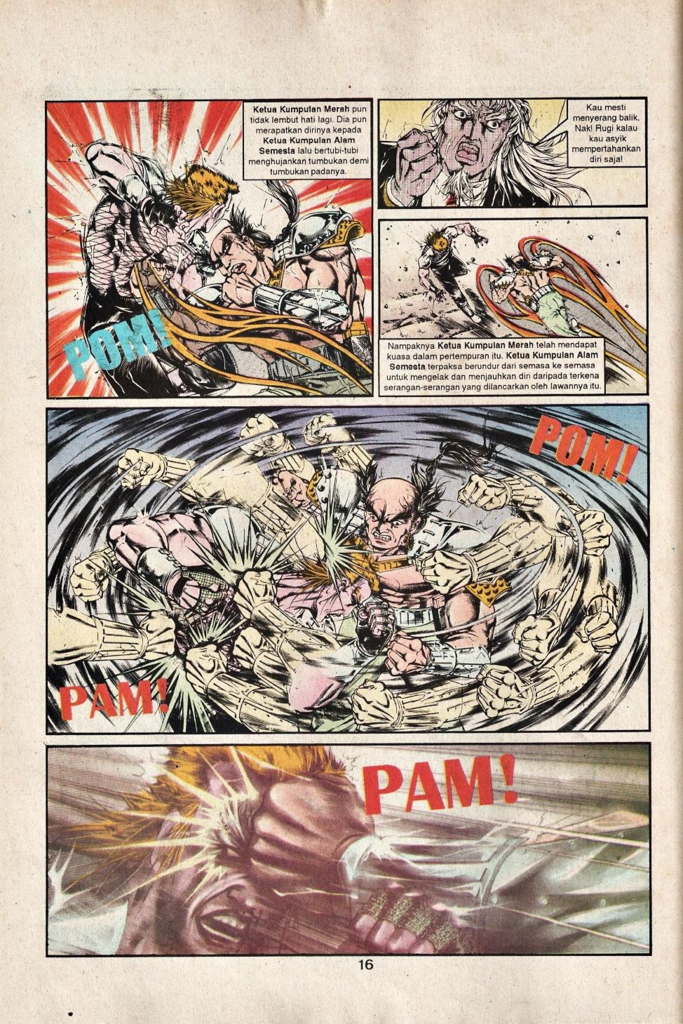 Ketua Kumpulan Merah pun
tidak lembut hati lagi. Dia pun
merapatkan dirinya kepada
Ketua Kumpulan Alam
Semesta lalu bertubi-tubi
menghujankan tumbukan demi
tumbukan padanya.
POM!
Kau mesti
menyerang balik,
Nak! Rugi kalau
kau asyik
mempertahankan
diri saja!
Nampaknya Ketua Kumpulan Merah telah mendapat
kuasa dalam pertempuran itu. Ketua Kumpulan Alam
Semesta terpaksa berundur dari semasa ke semasa
untuk mengelak dan menjauhkan diri daripada terkena
serangan-serangan yang dilancarkan oleh lawannya itu.
POM!
PAM!
PAM!
16